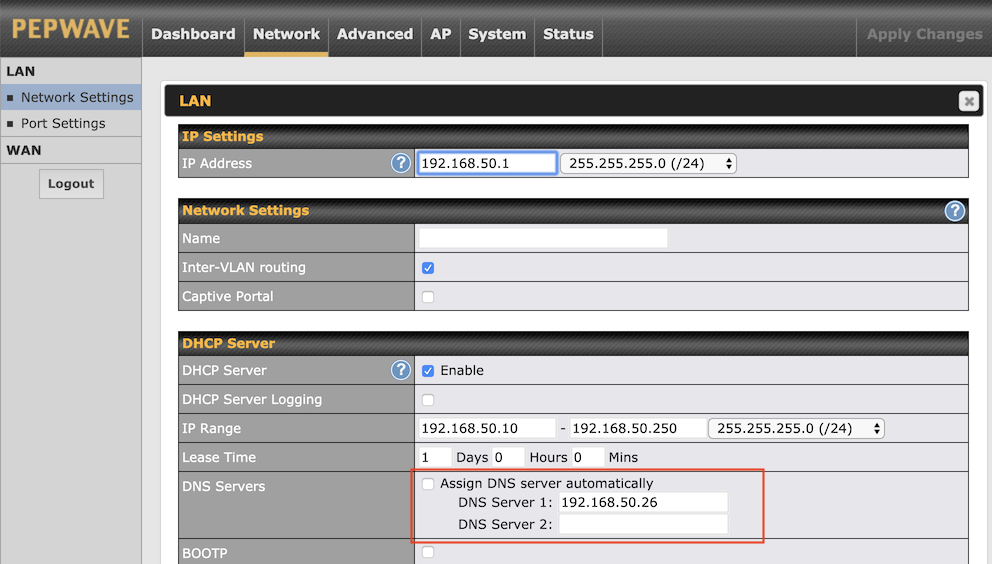 PEPWAVE
Dashboard Network Advanced AP System Status Apply Changes
LAN
Network Settings
Port Settings
WAN
Logout
LAN
IP Settings
IP Address ? 192.168.50.1 255.255.255.0 (/24)
Network Settings ?
Name
Inter-VLAN routing
Captive Portal
DHCP Server
DHCP Server ? Enable
DHCP Server Logging
IP Range 192.168.50.10 - 192.168.50.250 255.255.255.0 (/24)
Lease Time 1 Days 0 Hours 0 Mins
DNS Servers Assign DNS server automatically
DNS Server 1: 192.168.50.26
DNS Server 2:
BOOTP